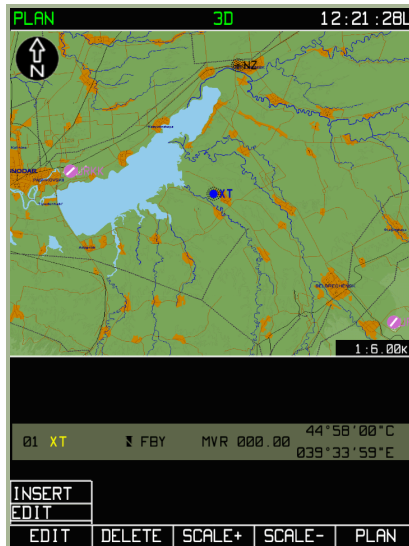 PLAN 3D 12:21:28L
N
NZ
XT
1:6.00K
01 XT FBY MVR 000.00 44°58'00"C
039°33'59"E
INSERT
EDIT
EDIT DELETE SCALE+ SCALE- PLAN